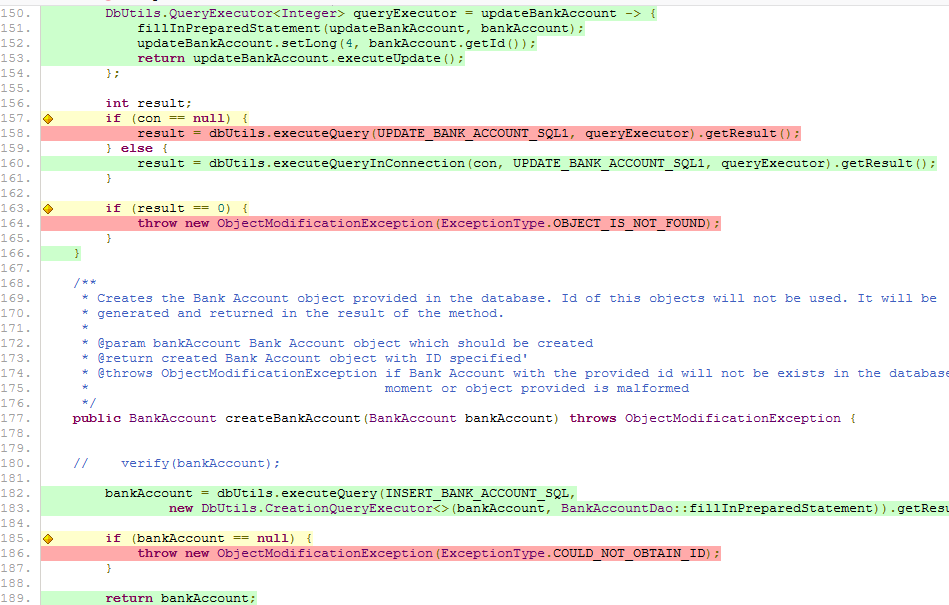 150.         DbUtils.QueryExecutor<Integer> queryExecutor = updateBankAccount -> {
151.             fillInPreparedStatement(updateBankAccount, bankAccount);
152.             updateBankAccount.setLong(4, bankAccount.getId());
153.             return updateBankAccount.executeUpdate();
154.         };
155.
156.         int result;
157.         if (con == null) {
158.             result = dbUtils.executeQuery(UPDATE_BANK_ACCOUNT_SQL1, queryExecutor).getResult();
159.         } else {
160.             result = dbUtils.executeQueryInConnection(con, UPDATE_BANK_ACCOUNT_SQL1, queryExecutor).getResult();
161.         }
162.
163.         if (result == 0) {
164.             throw new ObjectModificationException(ExceptionType.OBJECT_IS_NOT_FOUND);
165.         }
166.     }
167.
168.     /**
169.      * Creates the Bank Account object provided in the database. Id of this objects will not be used. It will be
170.      * generated and returned in the result of the method.
171.      *
172.      * @param bankAccount Bank Account object which should be created
173.      * @return created Bank Account object with ID specified'
174.      * @throws ObjectModificationException if Bank Account with the provided id will not be exists in the database
175.      *                                     moment or object provided is malformed
176.      */
177.     public BankAccount createBankAccount(BankAccount bankAccount) throws ObjectModificationException {
178.
179.
180.     //    verify(bankAccount);
181.
182.         bankAccount = dbUtils.executeQuery(INSERT_BANK_ACCOUNT_SQL,
183.                 new DbUtils.CreationQueryExecutor<>(bankAccount, BankAccountDao::fillInPreparedStatement)).getResu
184.
185.         if (bankAccount == null) {
186.             throw new ObjectModificationException(ExceptionType.COULD_NOT_OBTAIN_ID);
187.         }
188.
189.         return bankAccount;